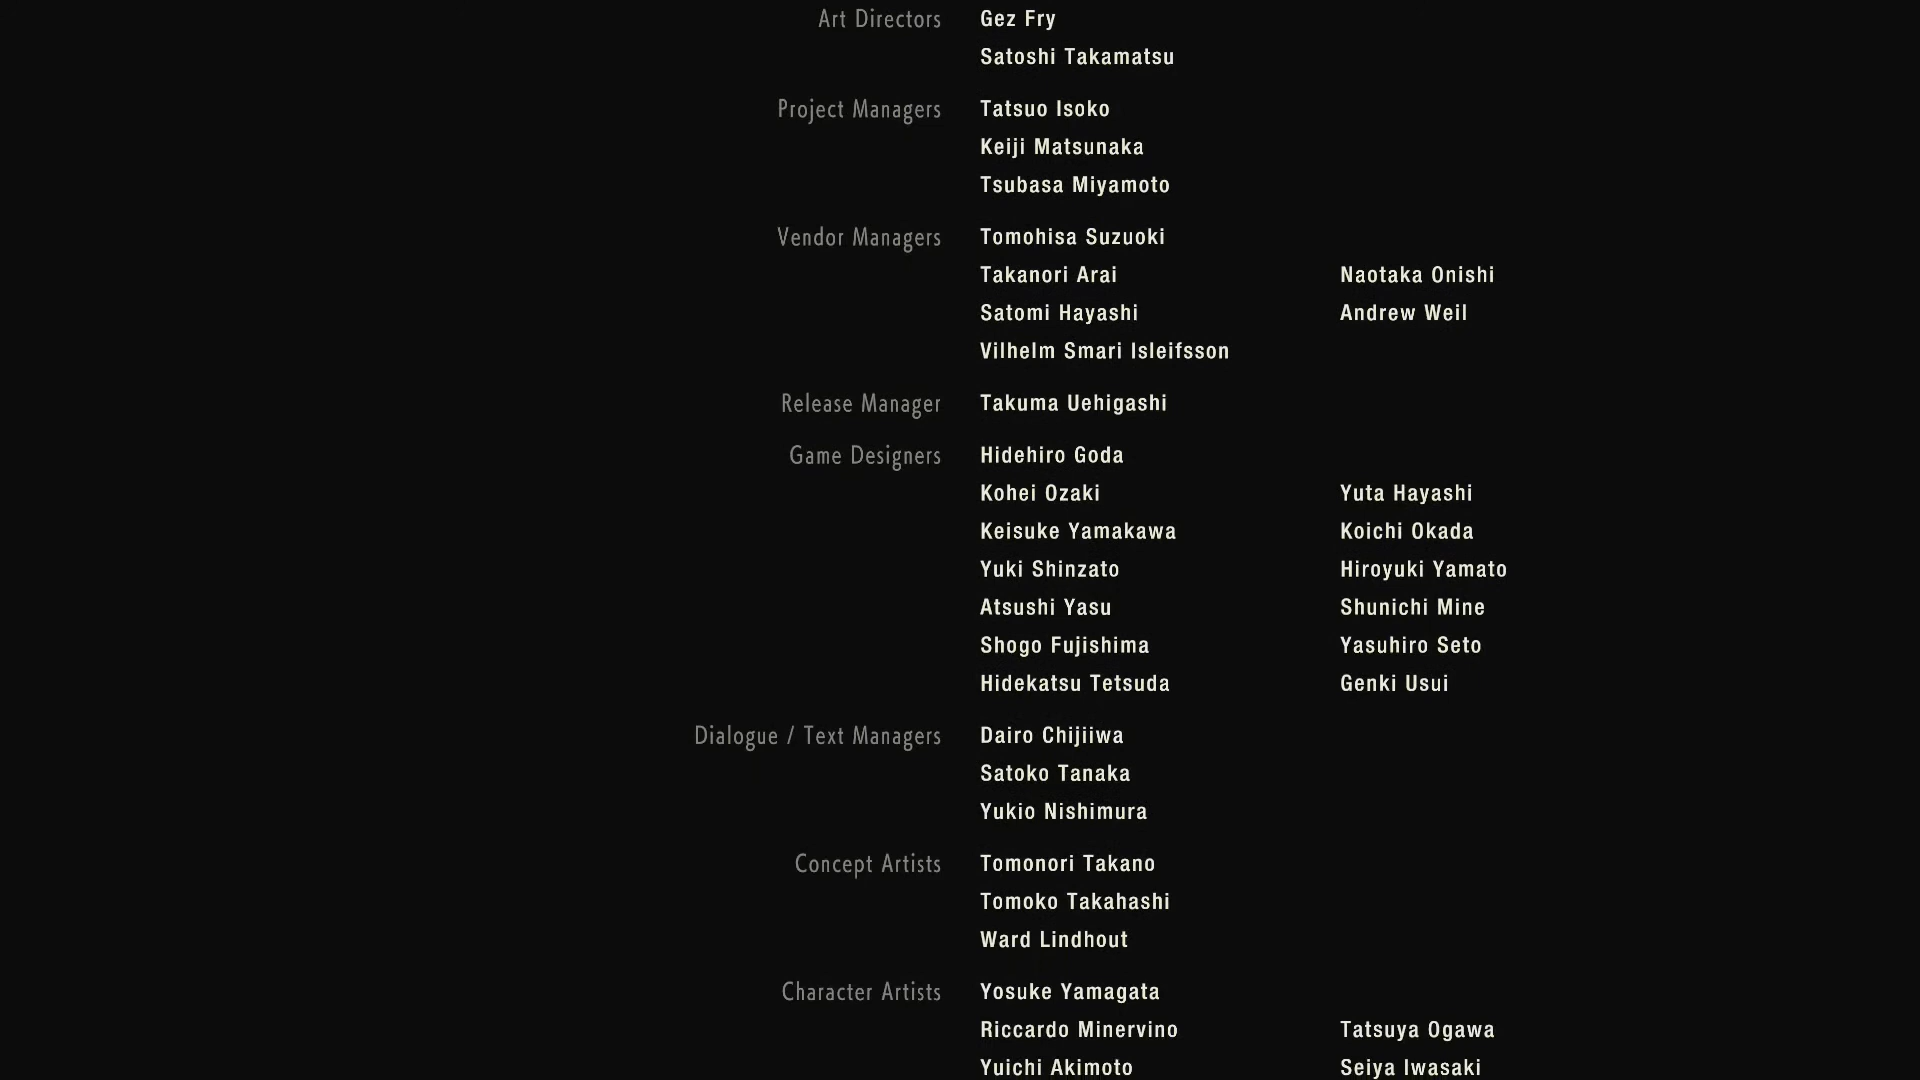 Art Directors Gez Fry
Satoshi Takamatsu
Project Managers Tatsuo Isoko
Keiji Matsunaka
Tsubasa Miyamoto
Vendor Managers Tomohisa Suzuoki
Takanori Arai Naotaka Onishi
Satomi Hayashi Andrew Weil
Vilhelm Smari Isleifsson
Release Manager Takuma Uehigashi
Game Designers Hidehiro Goda
Kohei Ozaki Yuta Hayashi
Keisuke Yamakawa Koichi Okada
Yuki Shinzato Hiroyuki Yamato
Atsushi Yasu Shunichi Mine
Shogo Fujishima Yasuhiro Seto
Hidekatsu Tetsuda Genki Usui
Dialogue / Text Managers Dairo Chijiiwa
Satoko Tanaka
Yukio Nishimura
Concept Artists Tomonori Takano
Tomoko Takahashi
Ward Lindhout
Character Artists Yosuke Yamagata
Riccardo Minervino Tatsuya Ogawa
Yuichi Akimoto Seiya Iwasaki